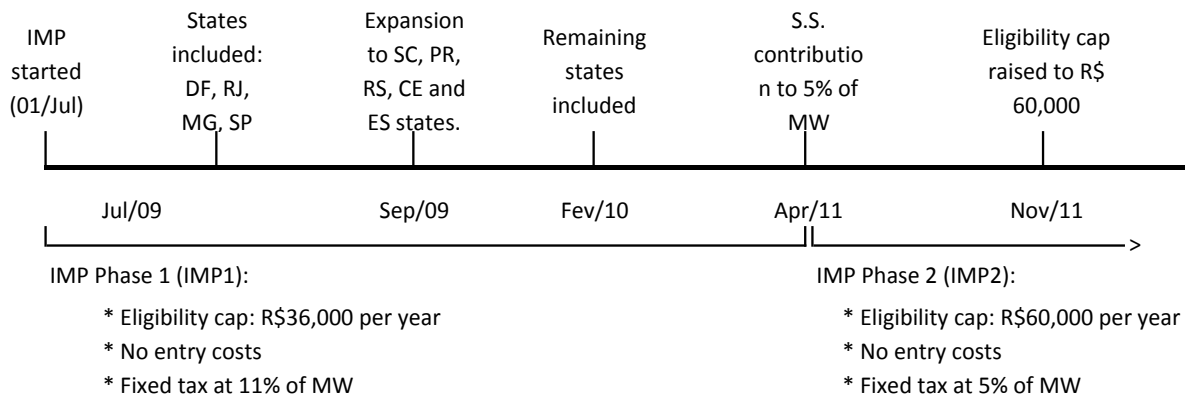 IMP
started
(01/Jul)
States
included:
DF, RJ,
MG, SP
Expansion
to SC, PR,
RS, CE and
ES states.
Remaining
states
included
S.S.
contributio
n to 5% of
MW
Eligibility cap
raised to R$
60,000
Jul/09
Sep/09
Fev/10
Apr/11
Nov/11
>
IMP Phase 1 (IMP1):
* Eligibility cap: R$36,000 per year
* No entry costs
* Fixed tax at 11% of MW
IMP Phase 2 (IMP2):
* Eligibility cap: R$60,000 per year
* No entry costs
* Fixed tax at 5% of MW